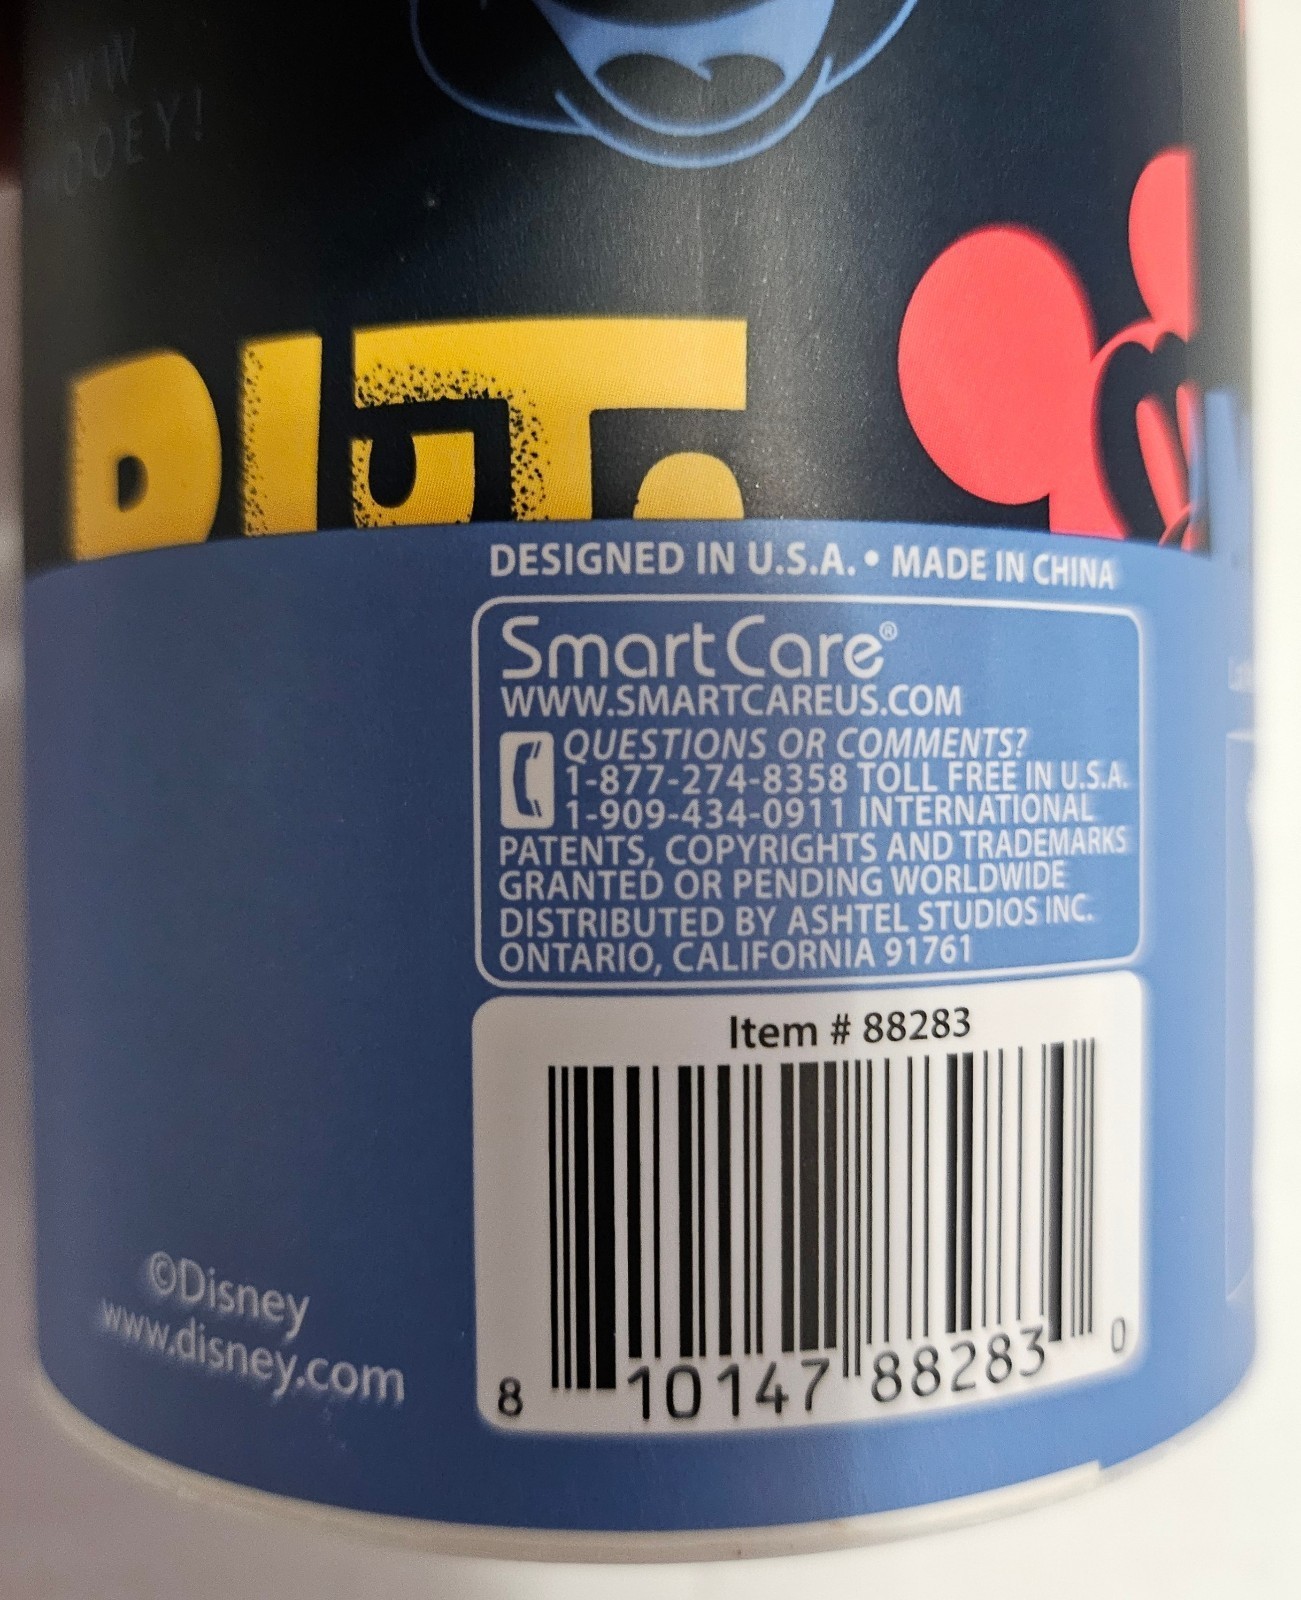 DESIGNED IN U.S.A. • MADE IN CHINA
SmartCare®
WWW.SMARTCAREUS.COM
QUESTIONS OR COMMENTS?
1-877-274-8358 TOLL FREE IN U.S.A.
1-909-434-0911 INTERNATIONAL
PATENTS, COPYRIGHTS AND TRADEMARKS
GRANTED OR PENDING WORLDWIDE
DISTRIBUTED BY ASHTEL STUDIOS INC.
ONTARIO, CALIFORNIA 91761
Item # 88283
8 10147 88283 0
©Disney
www.disney.com